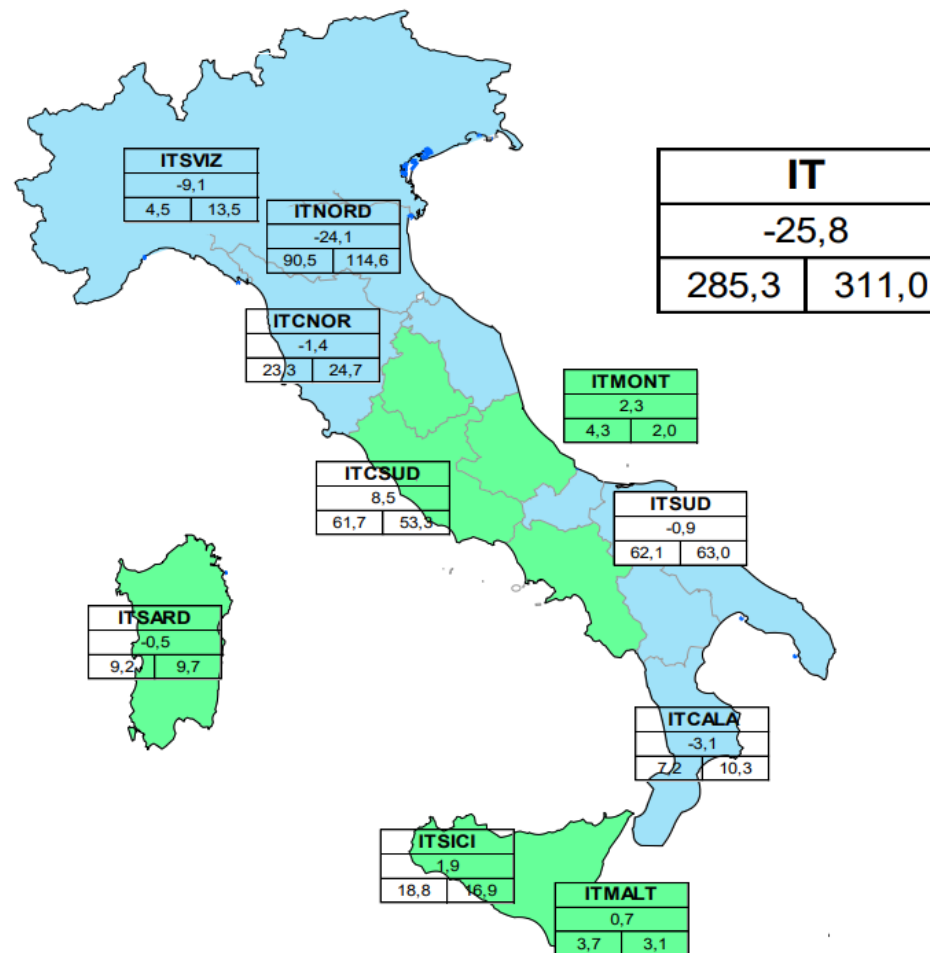 ITSVIZ
-9,1
4,5 13,5
ITNORD
-24,1
90,5 114,6
IT
-25,8
285,3 311,0
ITCNOR
-1,4
23,3 24,7
ITMONT
2,3
4,3 2,0
ITCSUD
8,5
61,7 53,3
ITSUD
-0,9
62,1 63,0
ITSARD
-0,5
9,2 9,7
ITCALA
-3,1
7,2 10,3
ITSICI
1,9
18,8 16,9
ITMALT
0,7
3,7 3,1